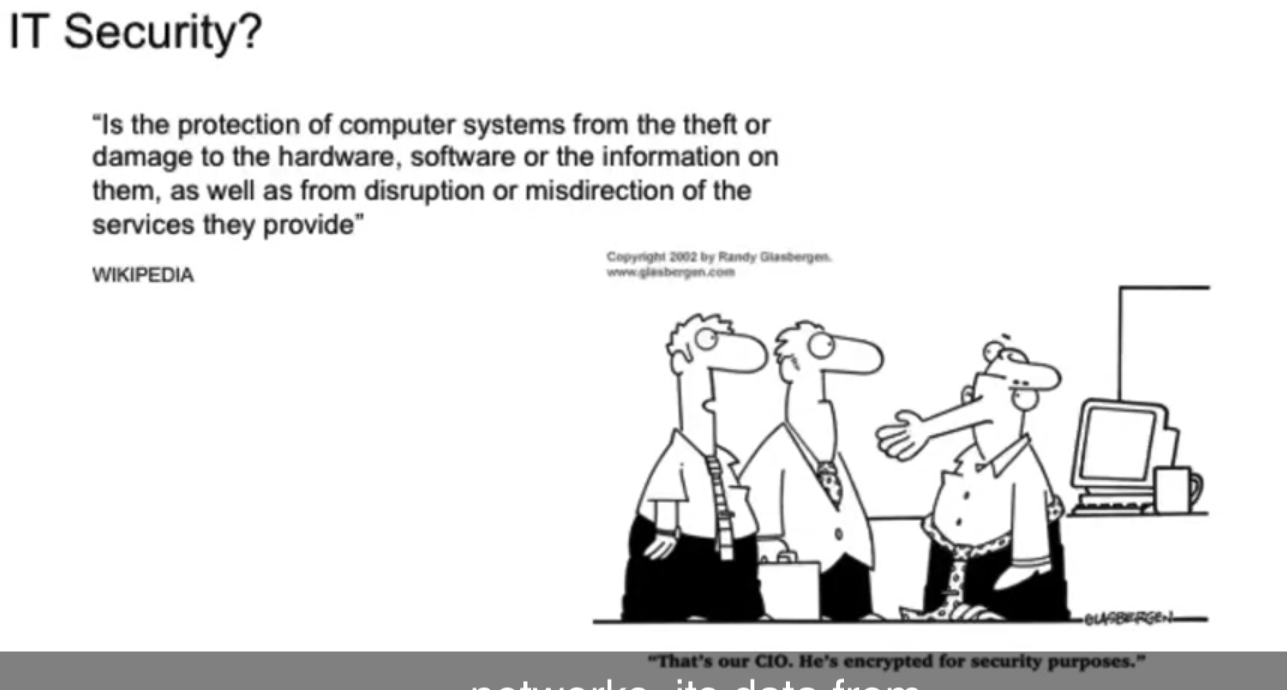 IT Security?
“Is the protection of computer systems from the theft or
damage to the hardware, software or the information on
them, as well as from disruption or misdirection of the
services they provide”
WIKIPEDIA
Copyright 2002 by Randy Glasbergen.
www.glasbergen.com
GLASBERGEN
“That's our CIO. He's encrypted for security purposes.”
networks, its data from